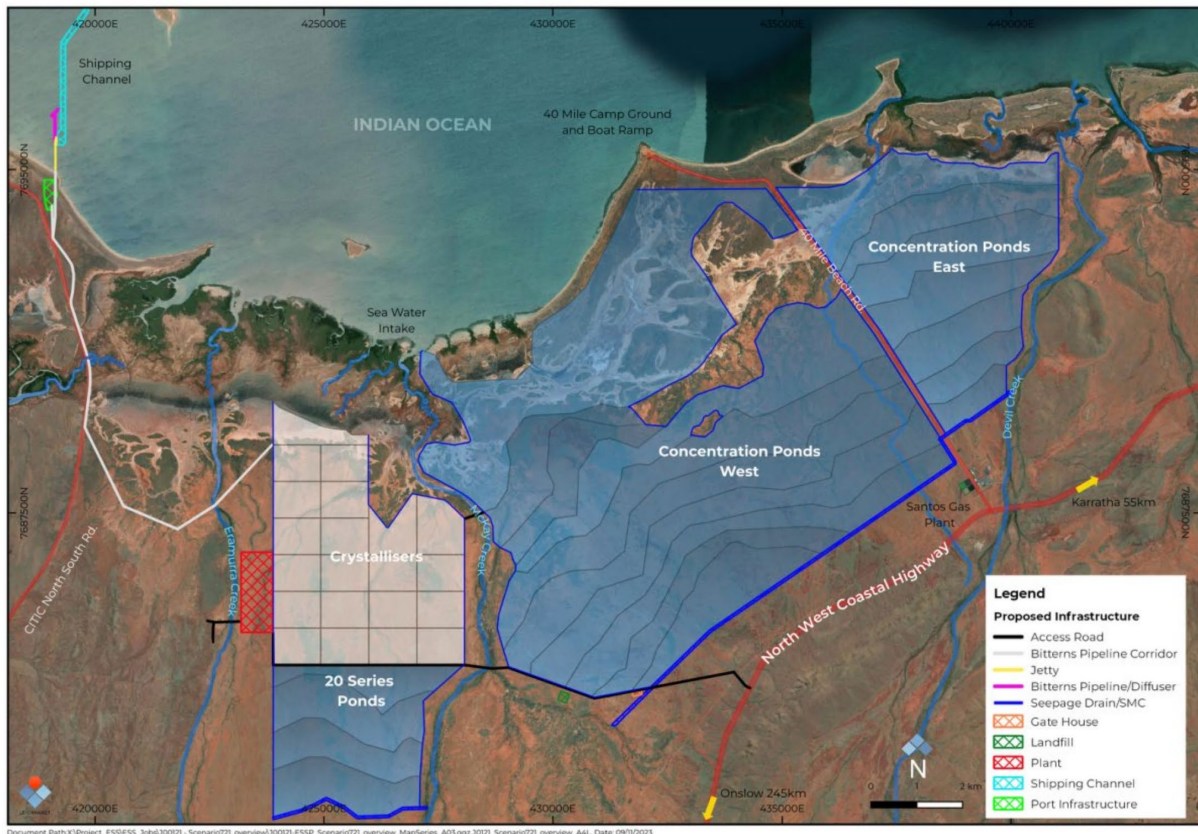 420000E
425000E
430000E
435000E
440000E
Shipping
Channel
INDIAN OCEAN
40 Mile Camp Ground
and Boat Ramp
7695000N
7695000N
Concentration Ponds
East
40 Mile Beach Rd.
Sea Water
Intake
Concentration Ponds
West
Devil Creek
7687500N
7687500N
Santos Gas
Plant
Karratha 55km
CITIC North South Rd.
Eramurra Creek
Crystallisers
McKay Creek
North West Coastal Highway
20 Series
Ponds
Onslow 245km
N
0
1
2 km
Legend
Proposed Infrastructure
Access Road
Bitterns Pipeline Corridor
Jetty
Bitterns Pipeline/Diffuser
Seepage Drain/SMC
Gate House
Landfill
Plant
Shipping Channel
Port Infrastructure
420000E
425000E
430000E
435000E